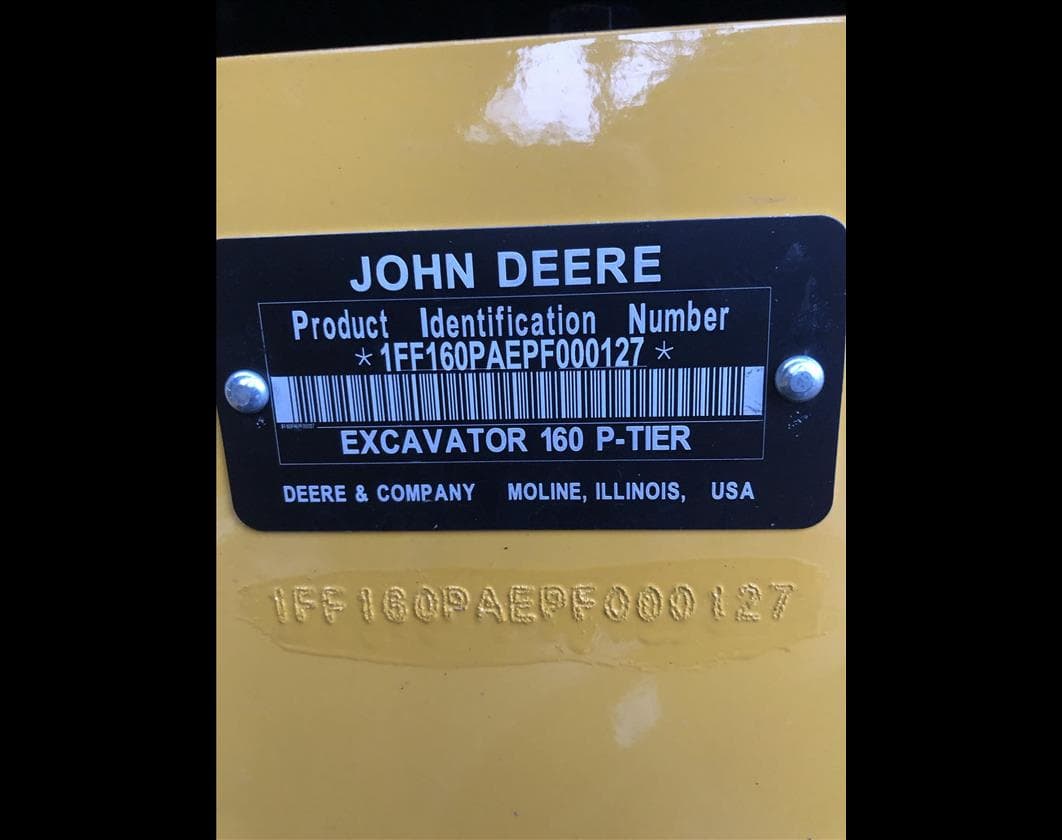 JOHN DEERE
Product Identification Number
*1FF160PAEPF000127*
EXCAVATOR 160 P-TIER
DEERE & COMPANY MOLINE, ILLINOIS, USA
1FF160PAEPF000127